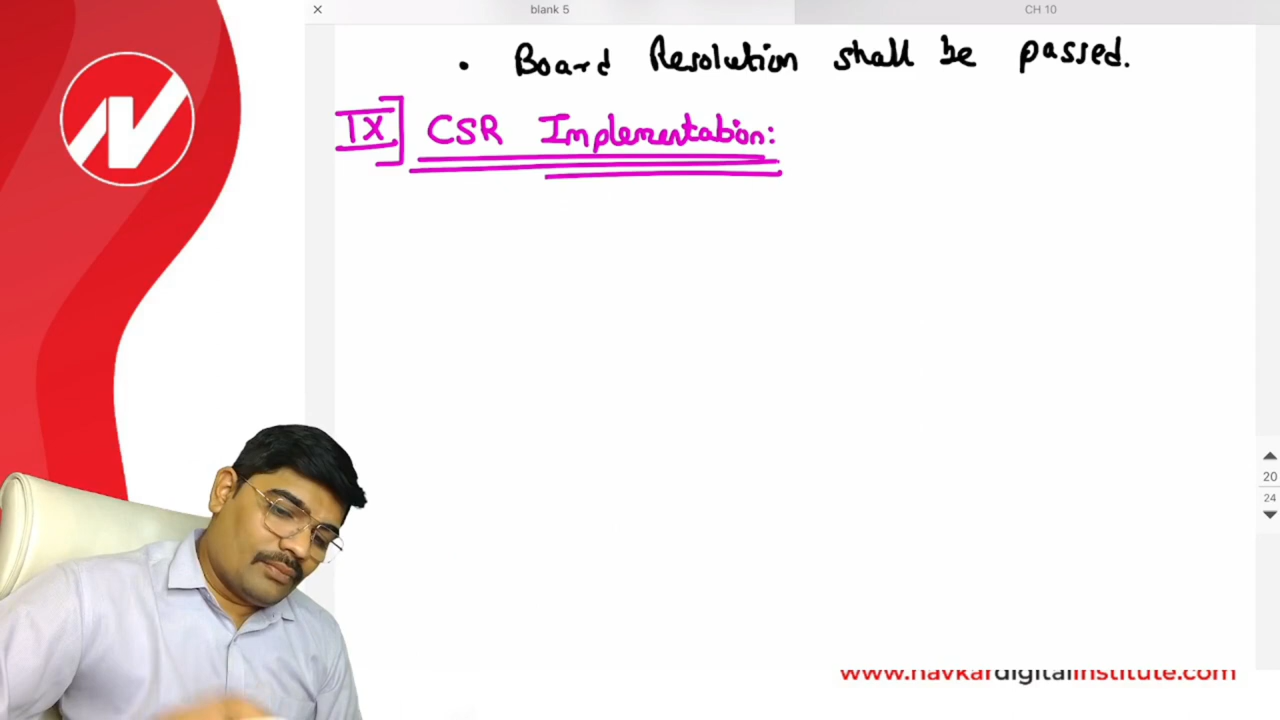 blank 5
CH 10
• Board Resolution shall be passed.
IX] CSR Implementation:
20
24
www.navkardigitalinstitute.com